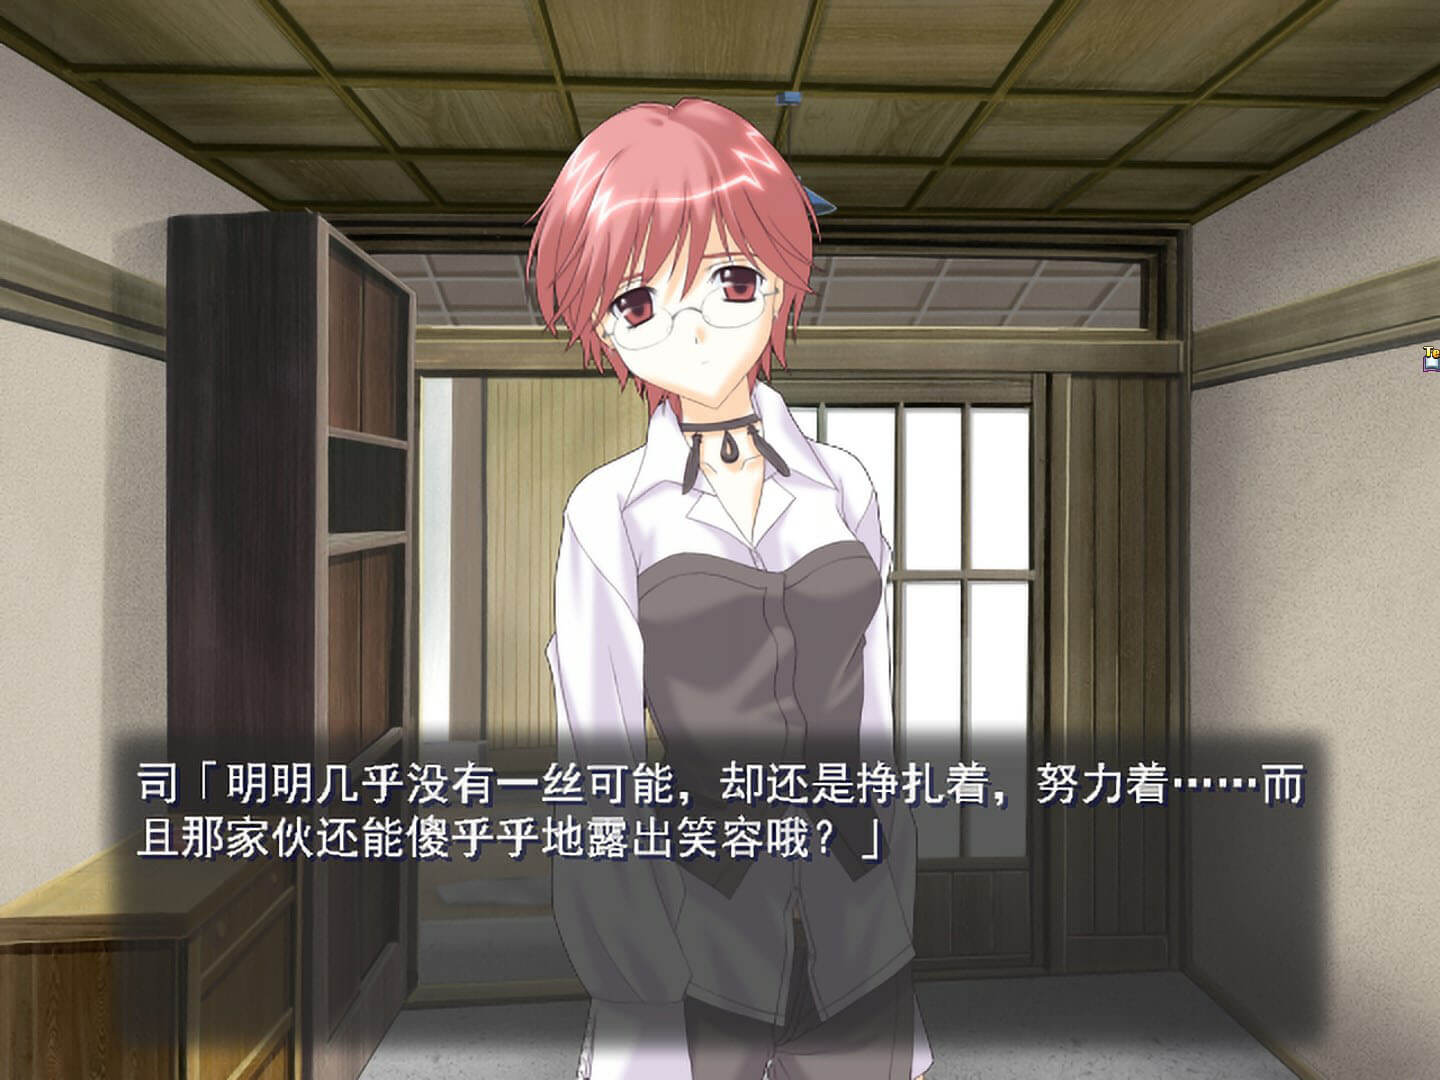 司「明明几乎没有一丝可能，却还是挣扎着，努力着……而
且那家伙还能傻乎乎地露出笑容哦？」
Te